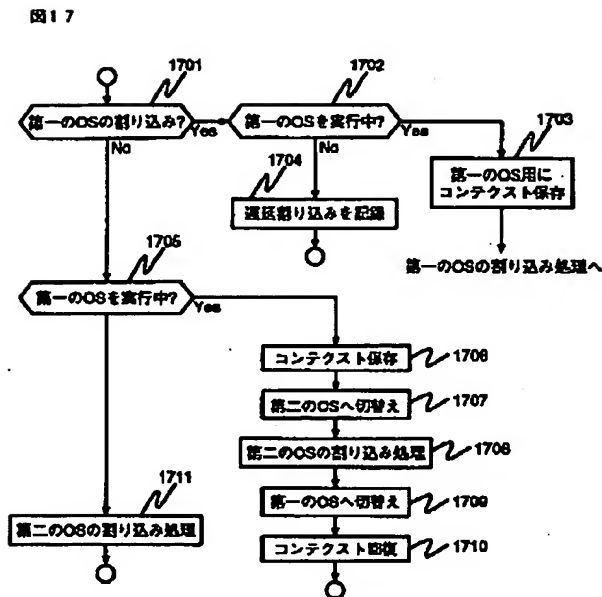 図17
1701
1702
第一のOSの割り込み?
Yes
第一のOSを実行中?
Yes
1703
No
No
第一のOS用に
コンテクスト保存
1704
遅延割り込みを記録
第一のOSの割り込み処理へ
1705
第一のOSを実行中?
Yes
コンテクスト保存
1706
第二のOSへ切替え
1707
第二のOSの割り込み処理
1708
1711
第一のOSへ切替え
1709
第二のOSの割り込み処理
コンテクスト回復
1710